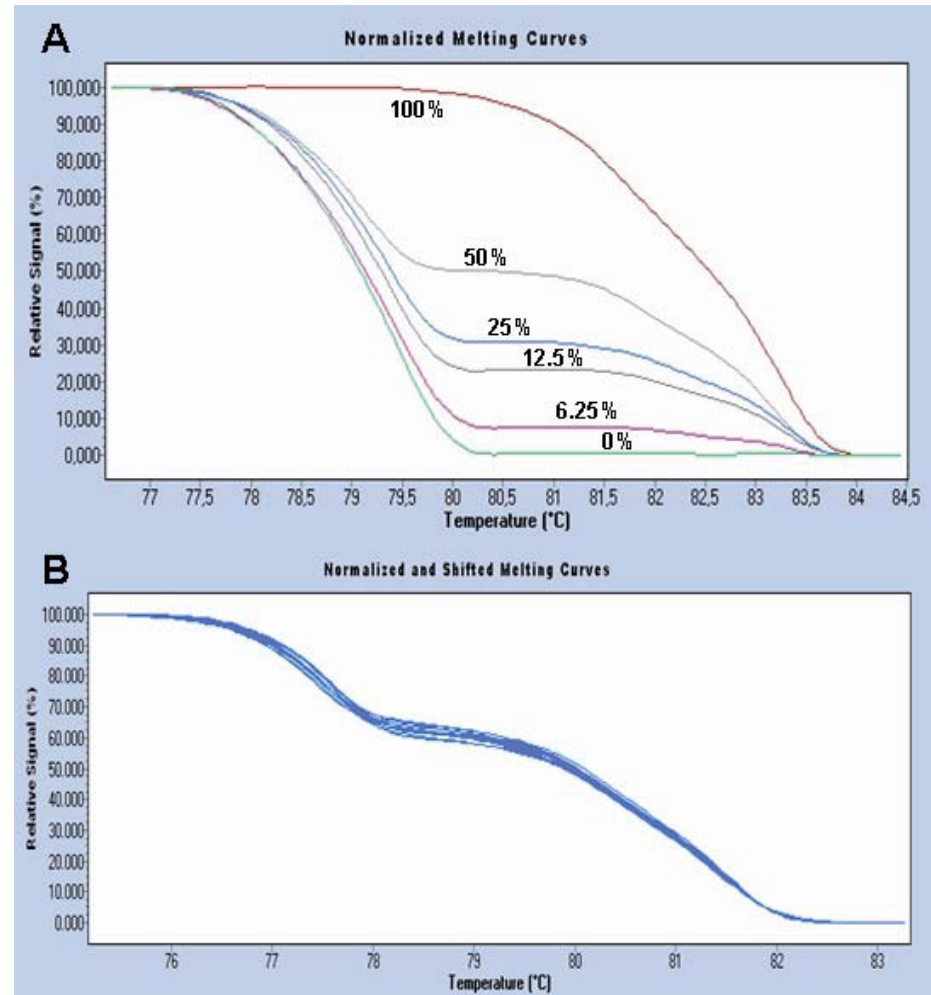 A
Normalized Melting Curves
Relative Signal (%)
100,000
90,000
80,000
70,000
60,000
50,000
40,000
30,000
20,000
10,000
0,000
100%
50%
25%
12.5%
6.25%
0%
77 77,5 78 78,5 79 79,5 80 80,5 81 81,5 82 82,5 83 83,5 84 84,5
Temperature (°C)
B
Normalized and Shifted Melting Curves
Relative Signal (%)
100.000
90.000
80.000
70.000
60.000
50.000
40.000
30.000
20.000
10.000
0.000
76 77 78 79 80 81 82 83
Temperature (°C)